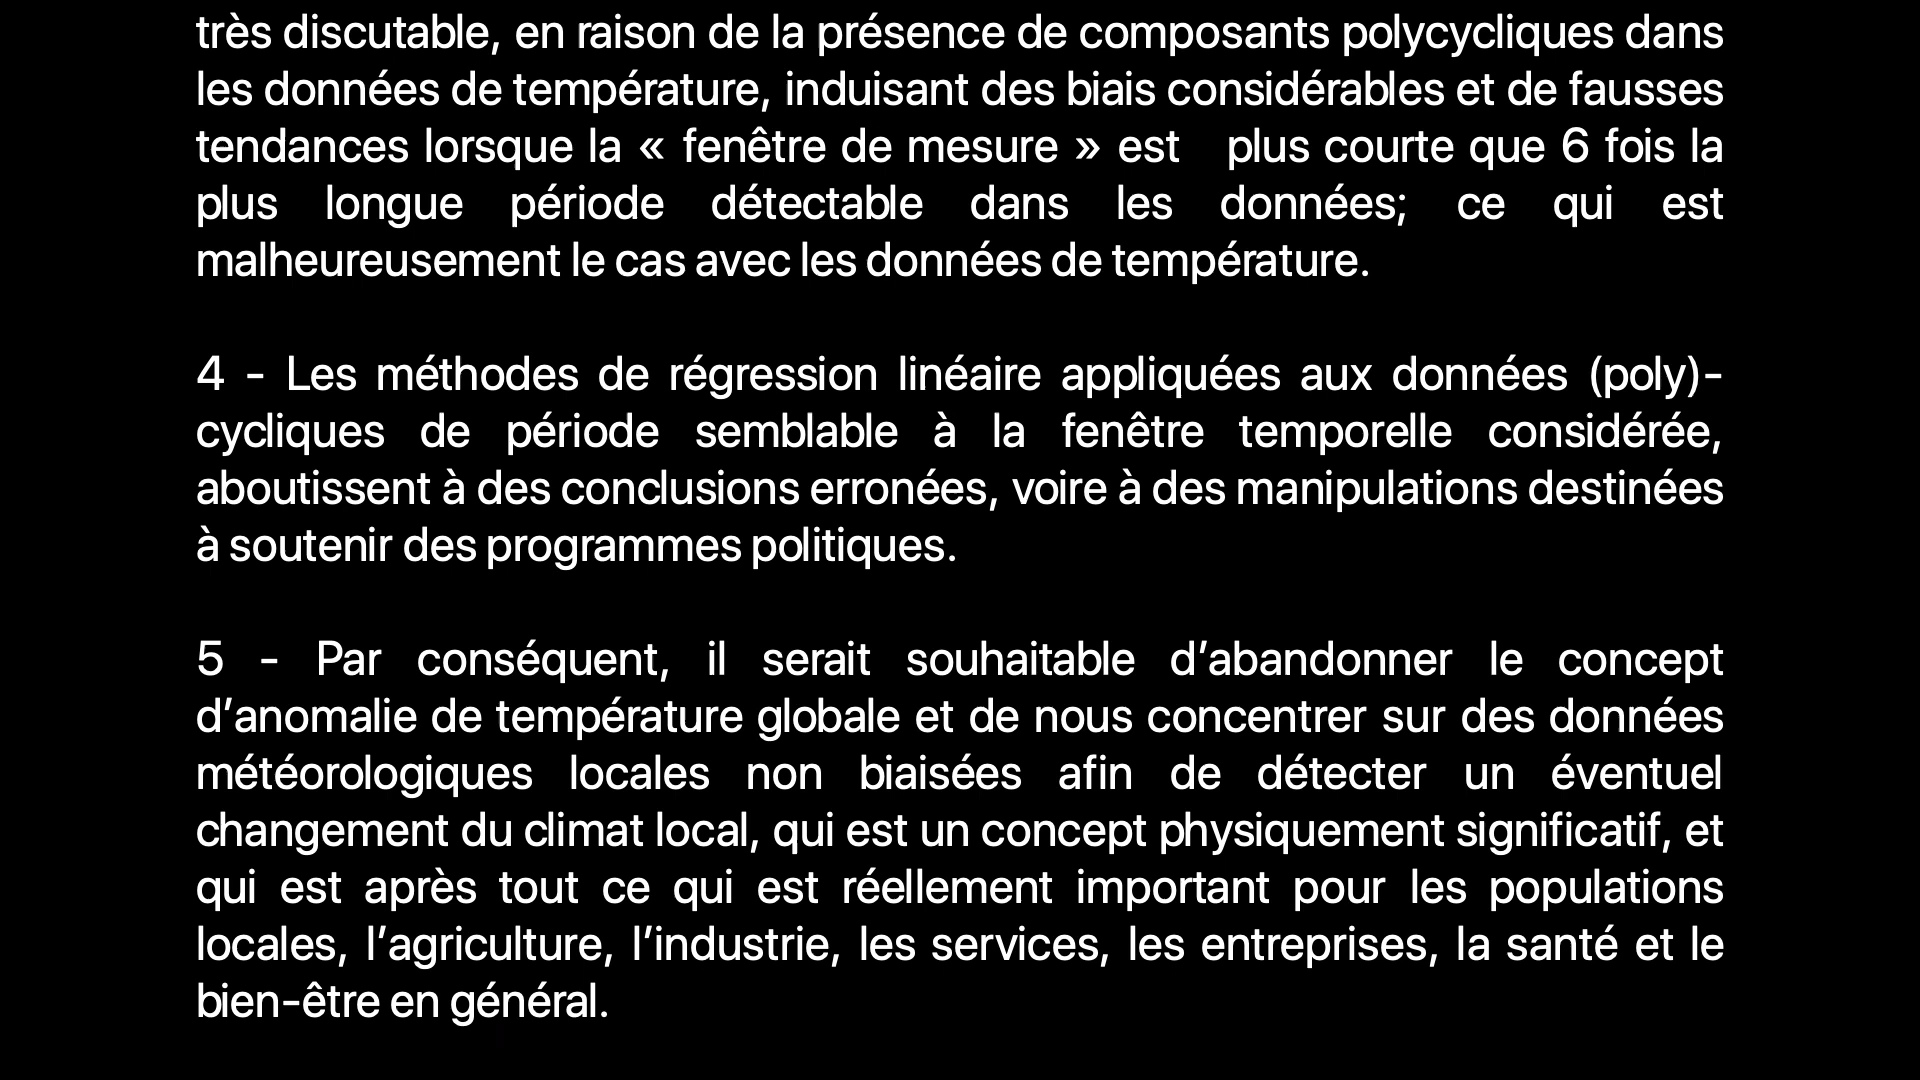 très discutable, en raison de la présence de composants polycycliques dans
les données de température, induisant des biais considérables et de fausses
tendances lorsque la « fenêtre de mesure » est plus courte que 6 fois la
plus longue période détectable dans les données; ce qui est
malheureusement le cas avec les données de température.
4 - Les méthodes de régression linéaire appliquées aux données (poly)-
cycliques de période semblable à la fenêtre temporelle considérée,
aboutissent à des conclusions erronées, voire à des manipulations destinées
à soutenir des programmes politiques.
5 - Par conséquent, il serait souhaitable d’abandonner le concept
d’anomalie de température globale et de nous concentrer sur des données
météorologiques locales non biaisées afin de détecter un éventuel
changement du climat local, qui est un concept physiquement significatif, et
qui est après tout ce qui est réellement important pour les populations
locales, l’agriculture, l’industrie, les services, les entreprises, la santé et le
bien-être en général.